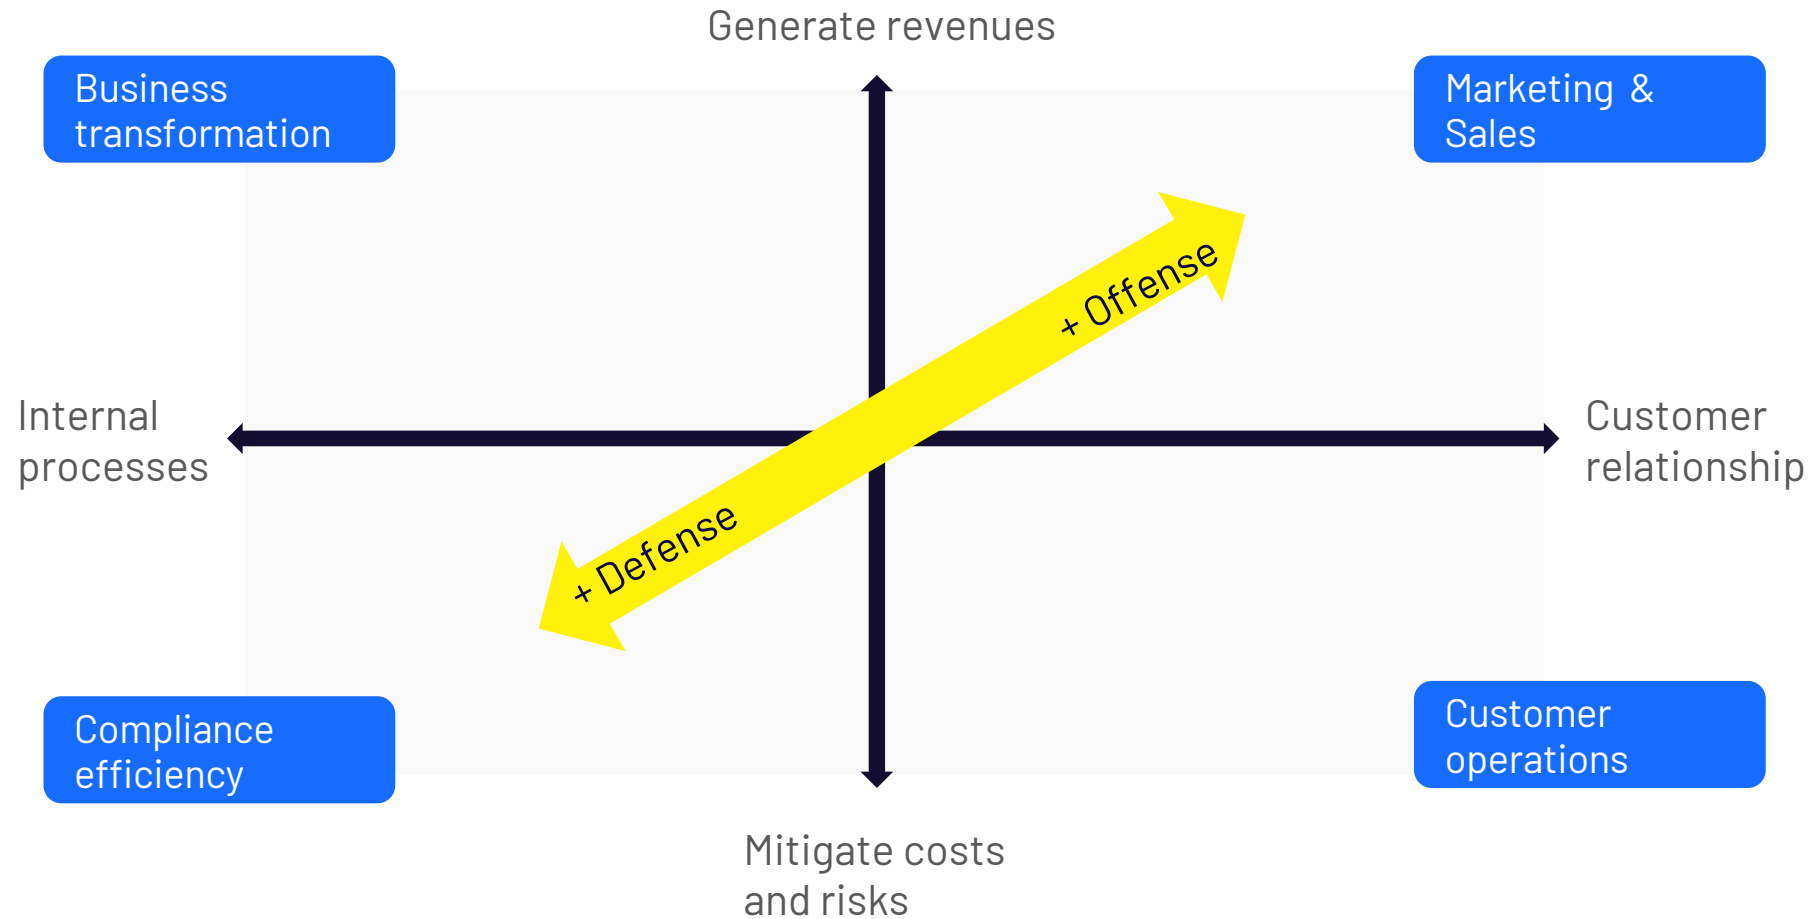 Generate revenues
Business
transformation
Marketing & 
Sales
+ Offense
Internal
processes
Customer
relationship
+ Defense
Compliance
efficiency
Customer
operations
Mitigate costs
and risks